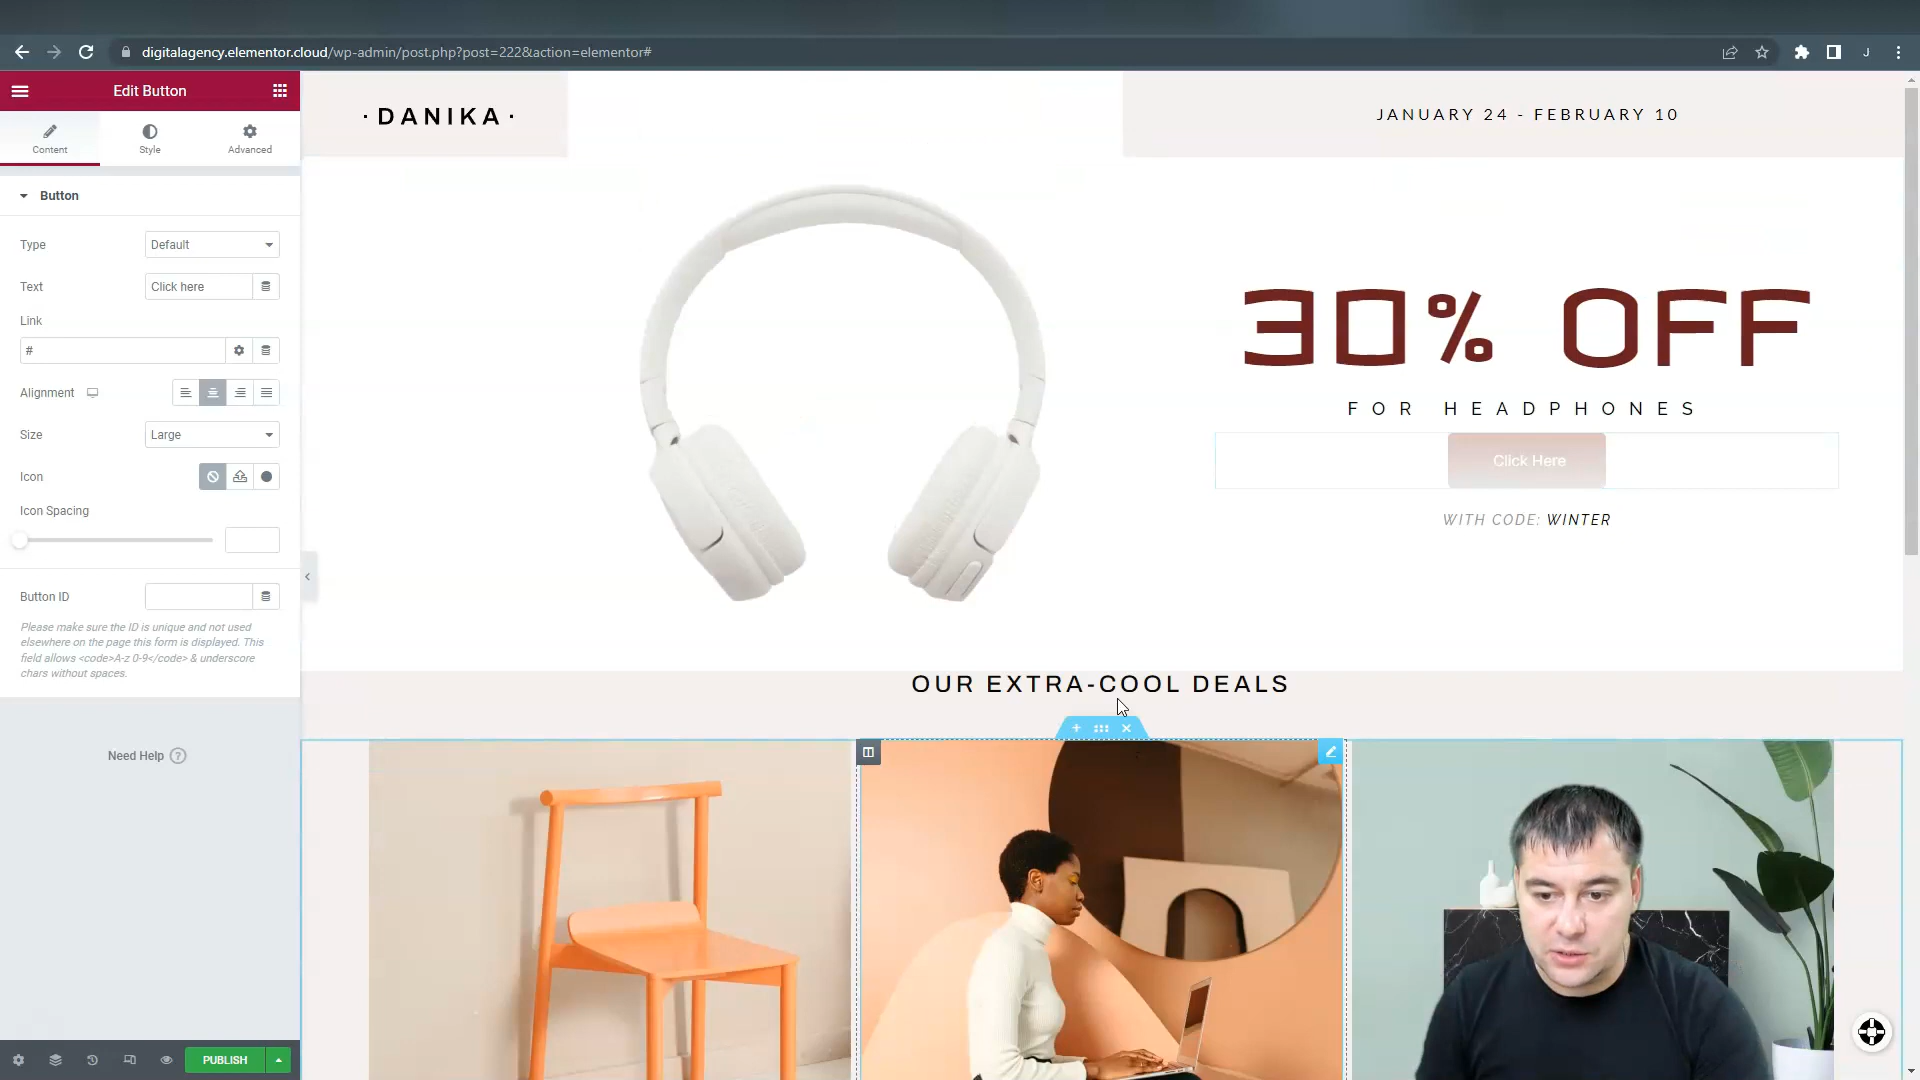 digitalagency.elementor.cloud/wp-admin/post.php?post=222&action=elementor#
J
Edit Button
Content
Style
Advanced
Button
Type
Default
Text
Click here
Link
#
Alignment
Size
Large
Icon
Icon Spacing
Button ID
Please make sure the ID is unique and not used
elsewhere on the page this form is displayed. This
field allows <code>A-z 0-9</code> & underscore
chars without spaces.
Need Help ?
PUBLISH
· DANIKA ·
JANUARY 24 - FEBRUARY 10
30% OFF
FOR HEADPHONES
Click Here
WITH CODE: WINTER
OUR EXTRA-COOL DEALS